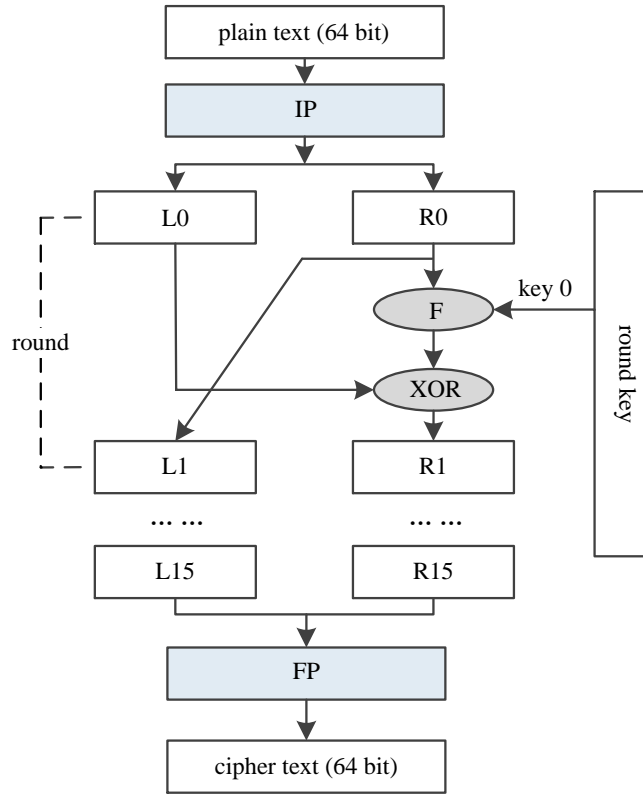 plain text (64 bit)
IP
L0
R0
key 0
F
round
round key
XOR
L1
R1
... ...
... ...
L15
R15
FP
cipher text (64 bit)